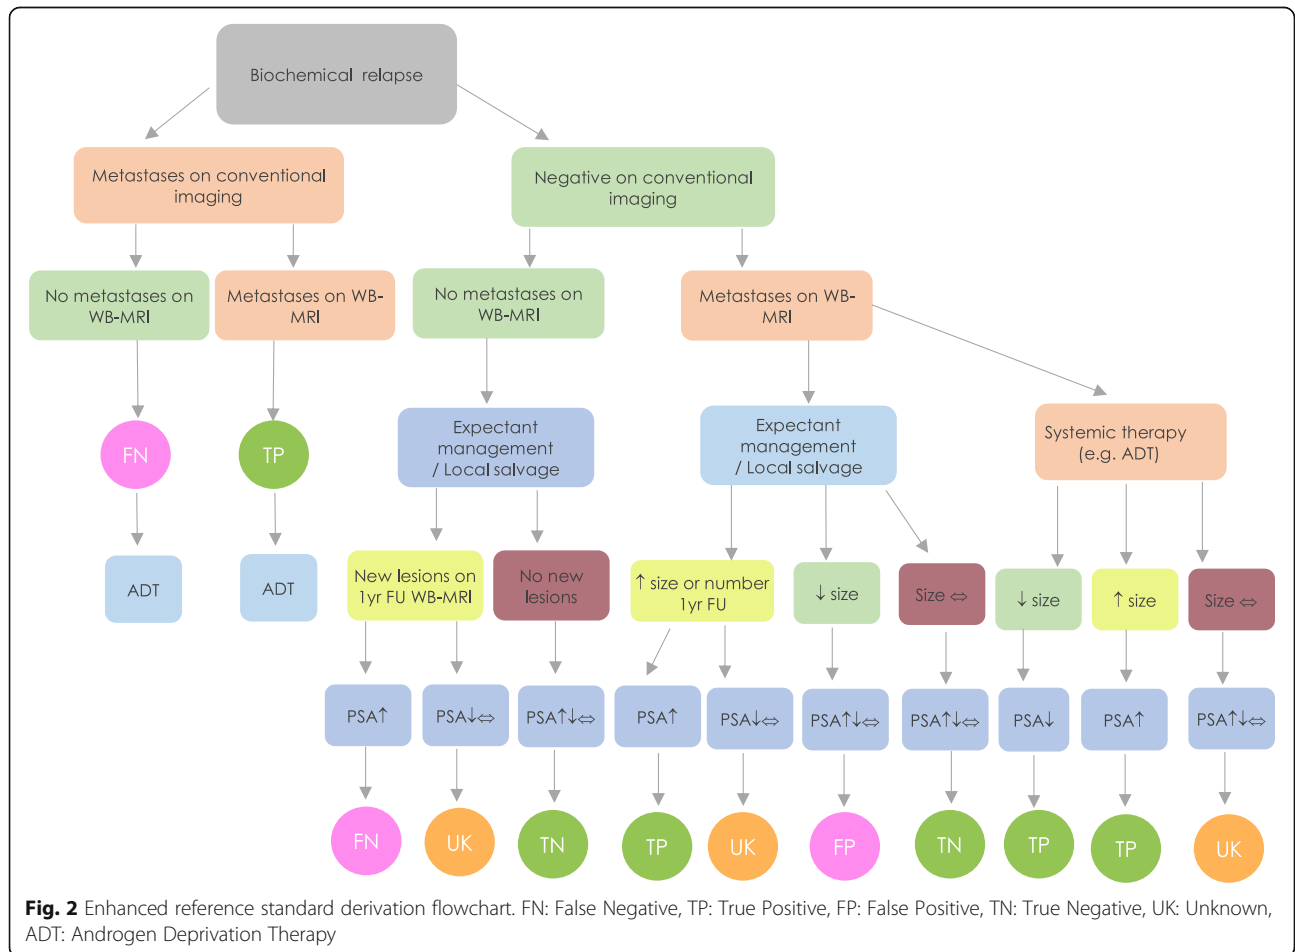 Biochemical relapse
Metastases on conventional
imaging
Negative on conventional
imaging
No metastases on
WB-MRI
Metastases on WB-
MRI
No metastases on
WB-MRI
Metastases on WB-
MRI
FN
TP
Expectant
management
/ Local salvage
Expectant
management
/ Local salvage
Systemic therapy
(e.g. ADT)
ADT
ADT
New lesions on
1yr FU WB-MRI
No new
lesions
↑ size or number
1yr FU
↓ size
Size ⇔
↓ size
↑ size
Size ⇔
PSA↑
PSA↓⇔
PSA↑↓⇔
PSA↑
PSA↓⇔
PSA↑↓⇔
PSA↑↓⇔
PSA↓
PSA↑
PSA↑↓⇔
FN
UK
TN
TP
UK
FP
TN
TP
TP
UK
Fig. 2 Enhanced reference standard derivation flowchart. FN: False Negative, TP: True Positive, FP: False Positive, TN: True Negative, UK: Unknown,
ADT: Androgen Deprivation Therapy